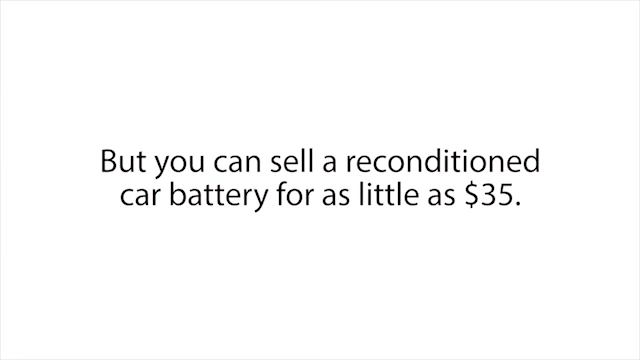 But you can sell a reconditioned
car battery for as little as $35.